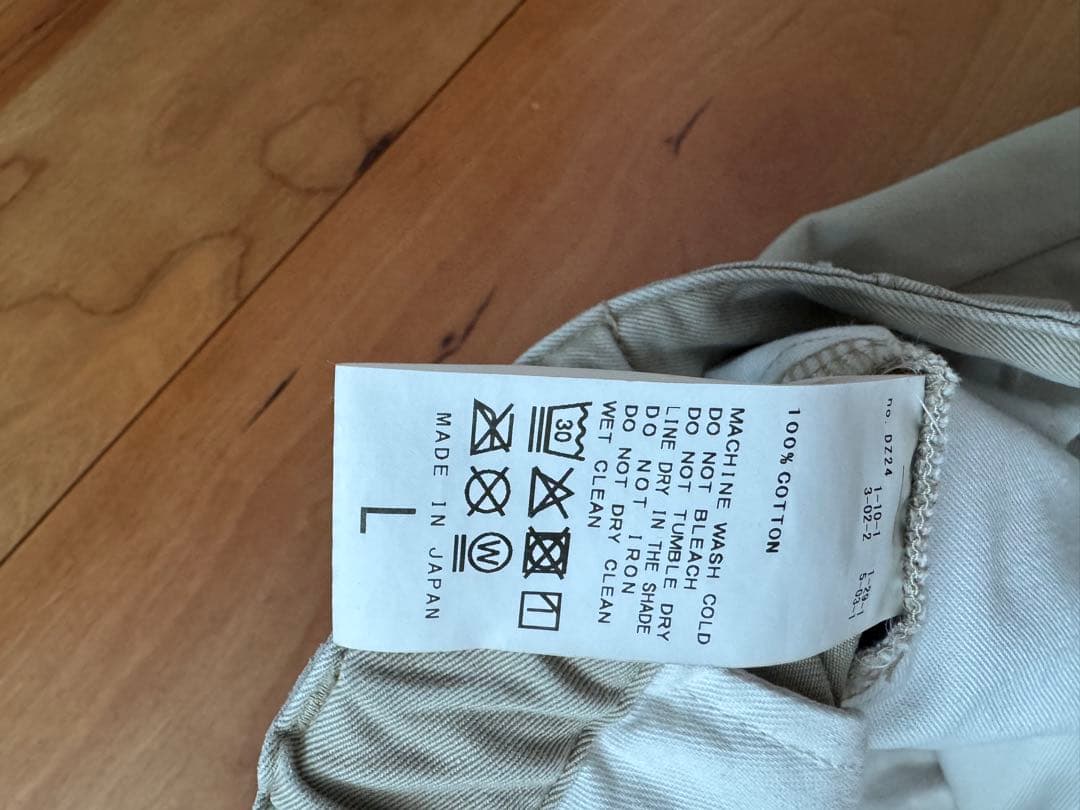 no. DZ24
1-10-1 1-29-1
3-02-2 5-03-1
100%COTTON
MACHINE WASH COLD
DO NOT BLEACH
DO NOT TUMBLE DRY
LINE DRY IN THE SHADE
DO NOT IRON
DO NOT DRY CLEAN
WET CLEAN
30
W
MADE IN JAPAN
L